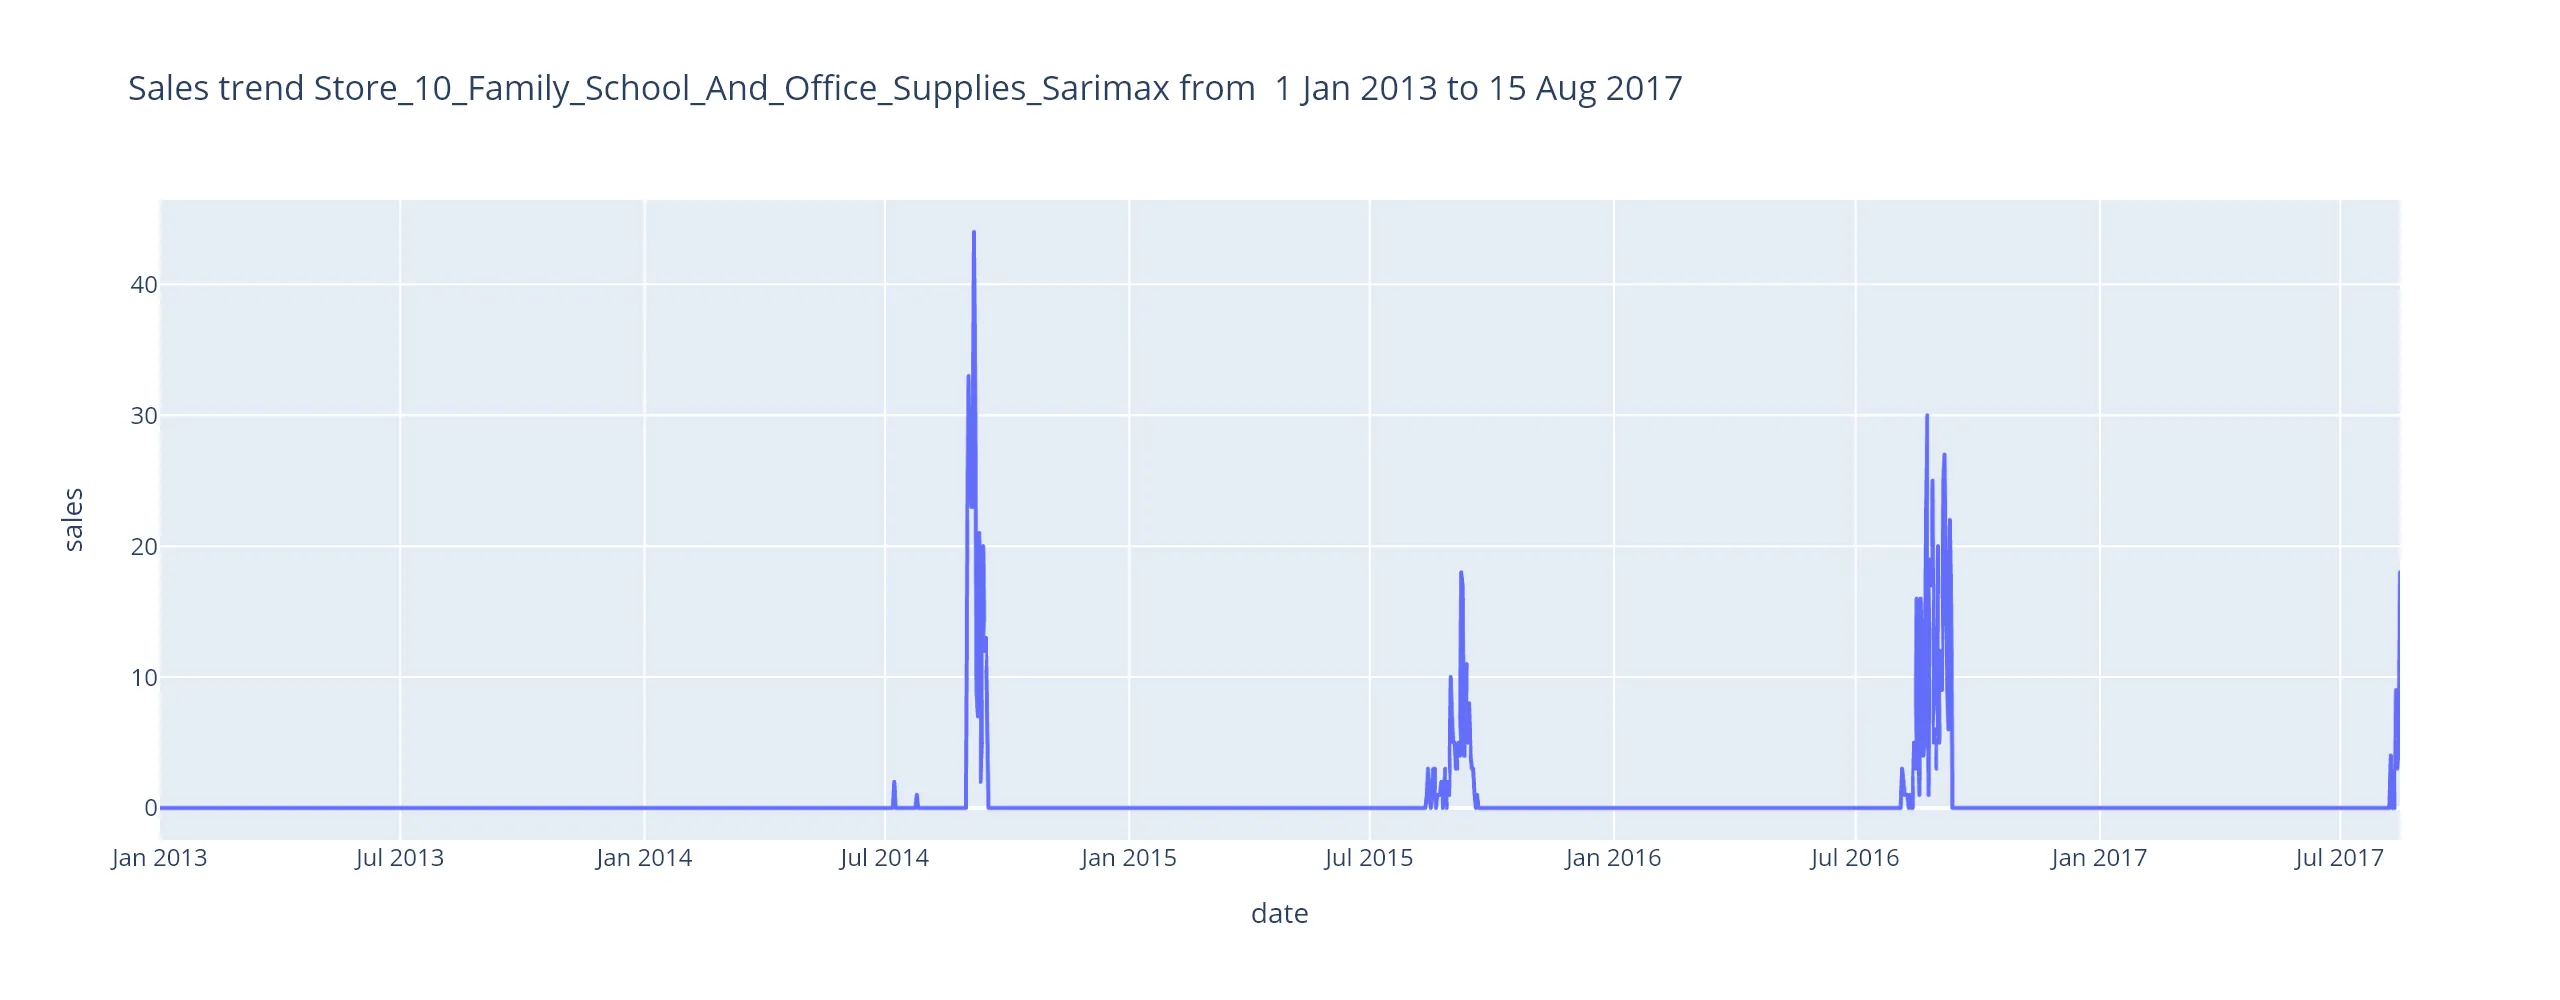 Sales trend Store_10_Family_School_And_Office_Supplies_Sarimax from  1 Jan 2013 to 15 Aug 2017
40
30
20
10
0
sales
Jan 2013 Jul 2013 Jan 2014 Jul 2014 Jan 2015 Jul 2015 Jan 2016 Jul 2016 Jan 2017 Jul 2017
date